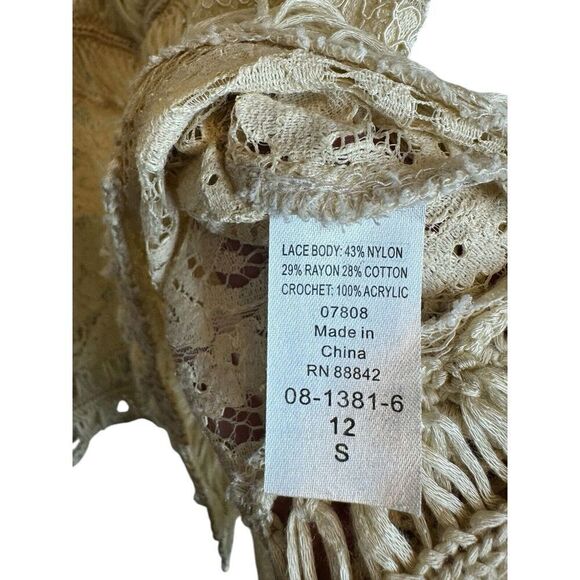 LACE BODY: 43% NYLON
29% RAYON 28% COTTON
CROCHET: 100% ACRYLIC
07808
Made in
China
RN 88842
08-1381-6
12
S